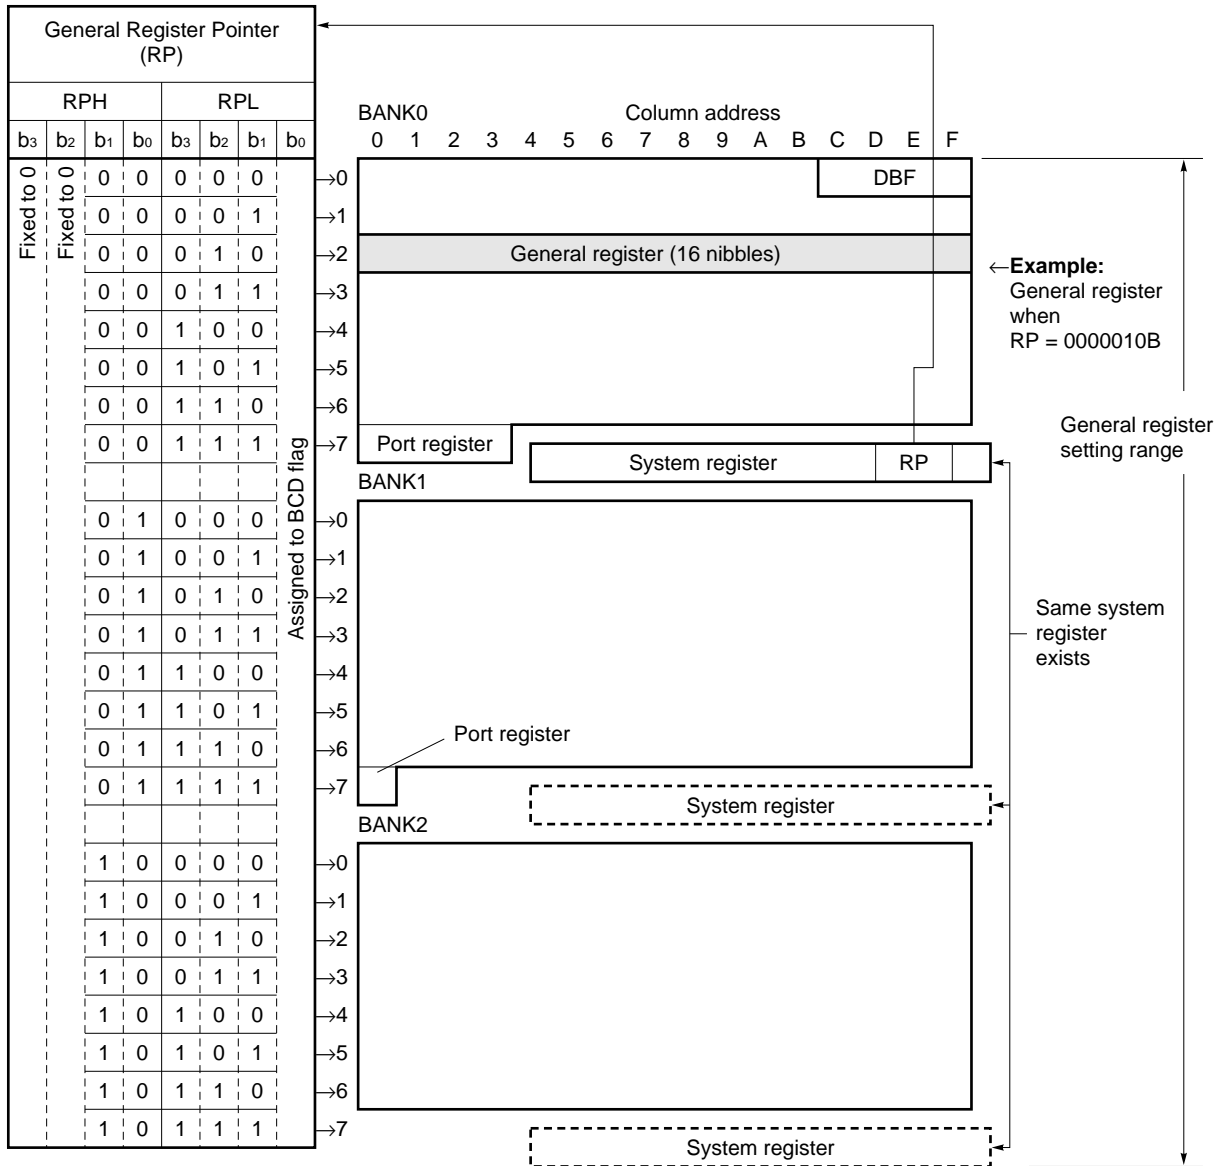 General Register Pointer
(RP)
RPH RPL
b3 b2 b1 b0 b3 b2 b1 b0
BANK0 Column address
0 1 2 3 4 5 6 7 8 9 A B C D E F
Fixed to 0
Fixed to 0
Assigned to BCD flag
0 0 0 0 0 →0
DBF
0 0 0 0 1 →1
0 0 0 1 0 →2
General register (16 nibbles)
←Example:
General register
when
RP = 0000010B
0 0 0 1 1 →3
0 0 1 0 0 →4
0 0 1 0 1 →5
0 0 1 1 0 →6
0 0 1 1 1 →7
Port register
System register RP
General register
setting range
BANK1
0 1 0 0 0 →0
0 1 0 0 1 →1
0 1 0 1 0 →2
0 1 0 1 1 →3
0 1 1 0 0 →4
0 1 1 0 1 →5
0 1 1 1 0 →6
0 1 1 1 1 →7
Same system
register
exists
Port register
System register
BANK2
1 0 0 0 0 →0
1 0 0 0 1 →1
1 0 0 1 0 →2
1 0 0 1 1 →3
1 0 1 0 0 →4
1 0 1 0 1 →5
1 0 1 1 0 →6
1 0 1 1 1 →7
System register